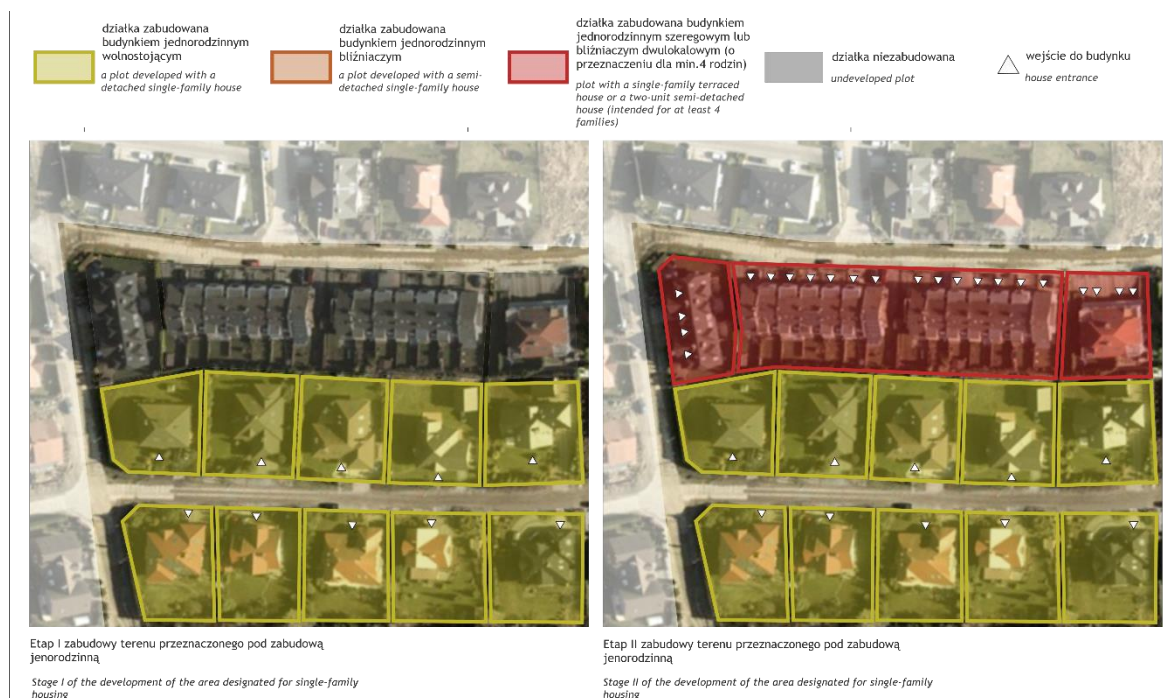 działka zabudowana
budynkiem jednorodzinnym
wolnostojącym
a plot developed with a
detached single-family house
działka zabudowana
budynkiem jednorodzinnym
bliźniaczym
a plot developed with a semi-
detached single-family house
działka zabudowana budynkiem
jednorodzinnym szeregowym lub
bliźniaczym dwulokalowym (o
przeznaczeniu dla min.4 rodzin)
plot with a single-family terraced
house or a two-unit semi-detached
house (intended for at least 4
families)
działka niezabudowana
undeveloped plot
wejście do budynku
house entrance
Etap I zabudowy terenu przeznaczonego pod zabudową
jenorodzinną
Stage I of the development of the area designated for single-family
housing
Etap II zabudowy terenu przeznaczonego pod zabudową
jenorodzinną
Stage II of the development of the area designated for single-family
housing